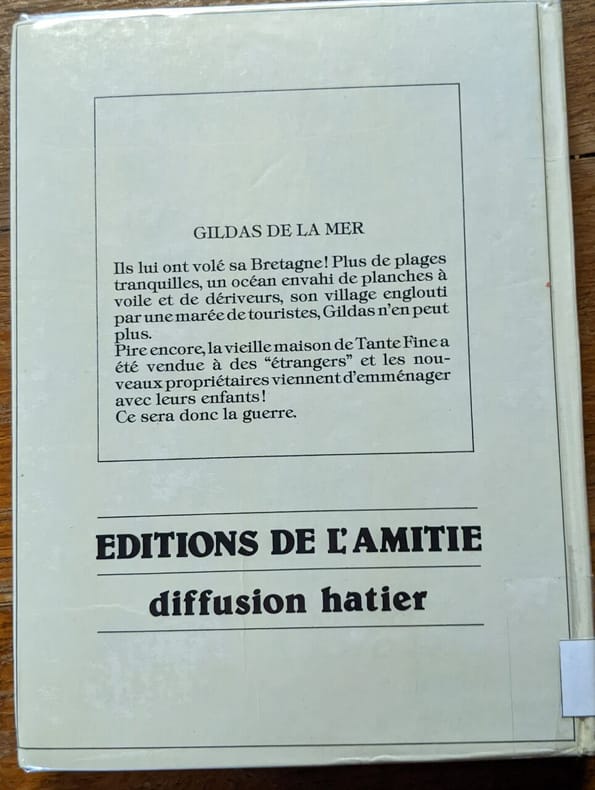 GILDAS DE LA MER
Ils lui ont volé sa Bretagne! Plus de plages
tranquilles, un océan envahi de planches à
voile et de dériveurs, son village englouti
par une marée de touristes, Gildas n'en peut
plus.
Pire encore, la vieille maison de Tante Fine a
été vendue à des “étrangers” et les nou-
veaux propriétaires viennent d'emménager
avec leurs enfants!
Ce sera donc la guerre.
EDITIONS DE L'AMITIE
diffusion hatier